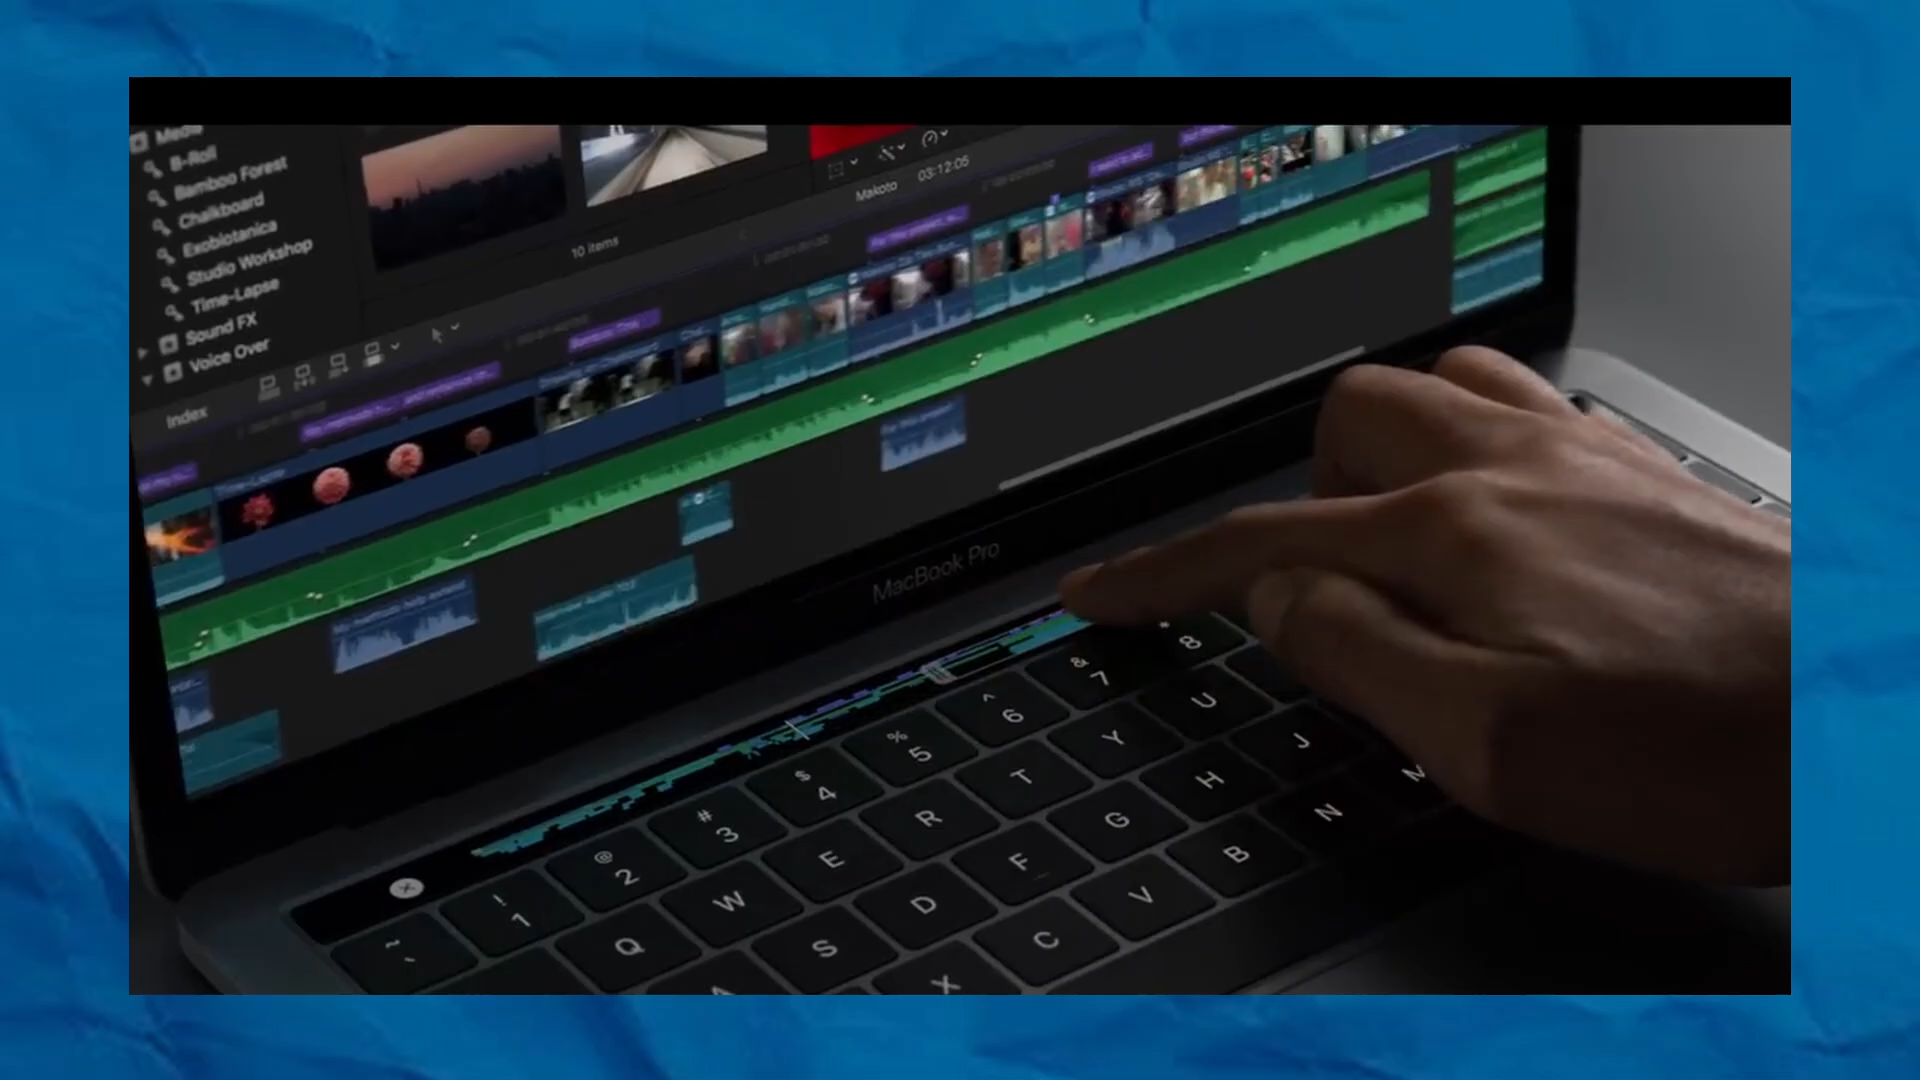 Media
B-Roll
Bamboo Forest
Chalkboard
Exobiotanica
Studio Workshop
Time-Lapse
Sound FX
Voice Over
10 items
Makoto 03:12:05
Index
MacBook Pro
* 8
& 7
^ 6
% 5
$ 4
# 3
@ 2
! 1
~ `
Q W E R T Y U
S D F G H J
X C V B N M